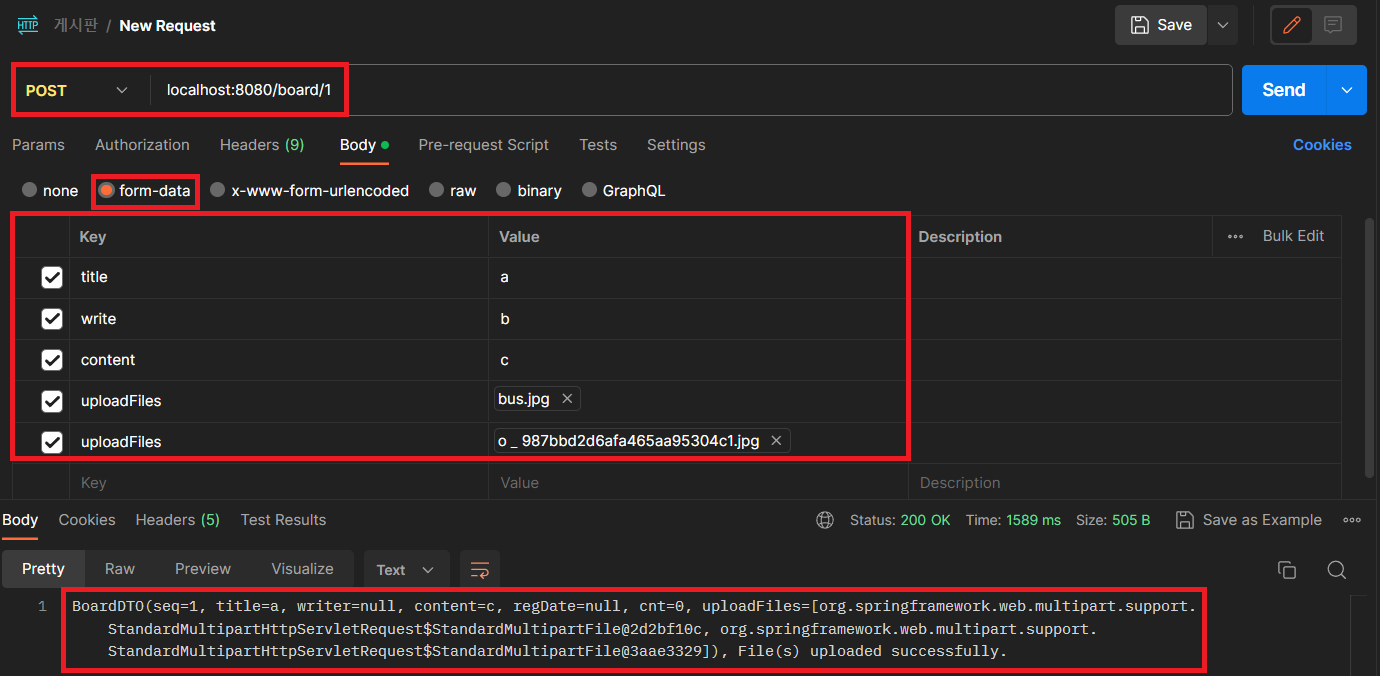 HTTP 게시판 / New Request Save
POST localhost:8080/board/1 Send
Params Authorization Headers (9) Body Pre-request Script Tests Settings Cookies
none form-data x-www-form-urlencoded raw binary GraphQL
Key Value Description Bulk Edit
title a
write b
content c
uploadFiles bus.jpg
uploadFiles o _ 987bbd2d6afa465aa95304c1.jpg
Key Value Description
Body Cookies Headers (5) Test Results Status: 200 OK Time: 1589 ms Size: 505 B Save as Example
Pretty Raw Preview Visualize Text
1 BoardDTO(seq=1, title=a, writer=null, content=c, regDate=null, cnt=0, uploadFiles=[org.springframework.web.multipart.support.
StandardMultipartHttpServletRequest$StandardMultipartFile@2d2bf10c, org.springframework.web.multipart.support.
StandardMultipartHttpServletRequest$StandardMultipartFile@3aae3329]), File(s) uploaded successfully.